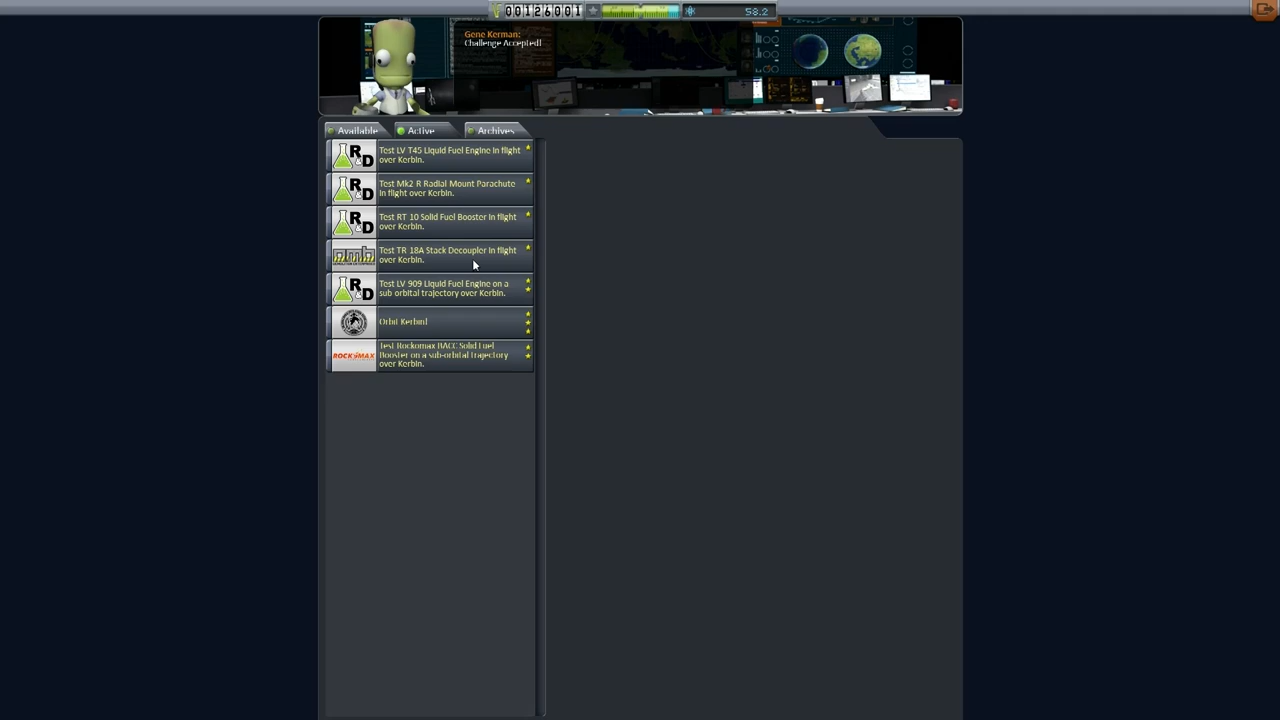 00126001
58.2
Gene Kerman:
Challenge Accepted!
Available
Active
Archives
R&D
Test LV T45 Liquid Fuel Engine in flight
over Kerbin.
R&D
Test Mk2 R Radial Mount Parachute
in flight over Kerbin.
R&D
Test RT 10 Solid Fuel Booster in flight
over Kerbin.
Test TR 18A Stack Decoupler in flight
over Kerbin.
R&D
Test LV 909 Liquid Fuel Engine on a
sub orbital trajectory over Kerbin.
Orbit Kerbin!
ROCKOMAX
Test Rockomax BACC Solid Fuel
Booster on a sub-orbital trajectory
over Kerbin.